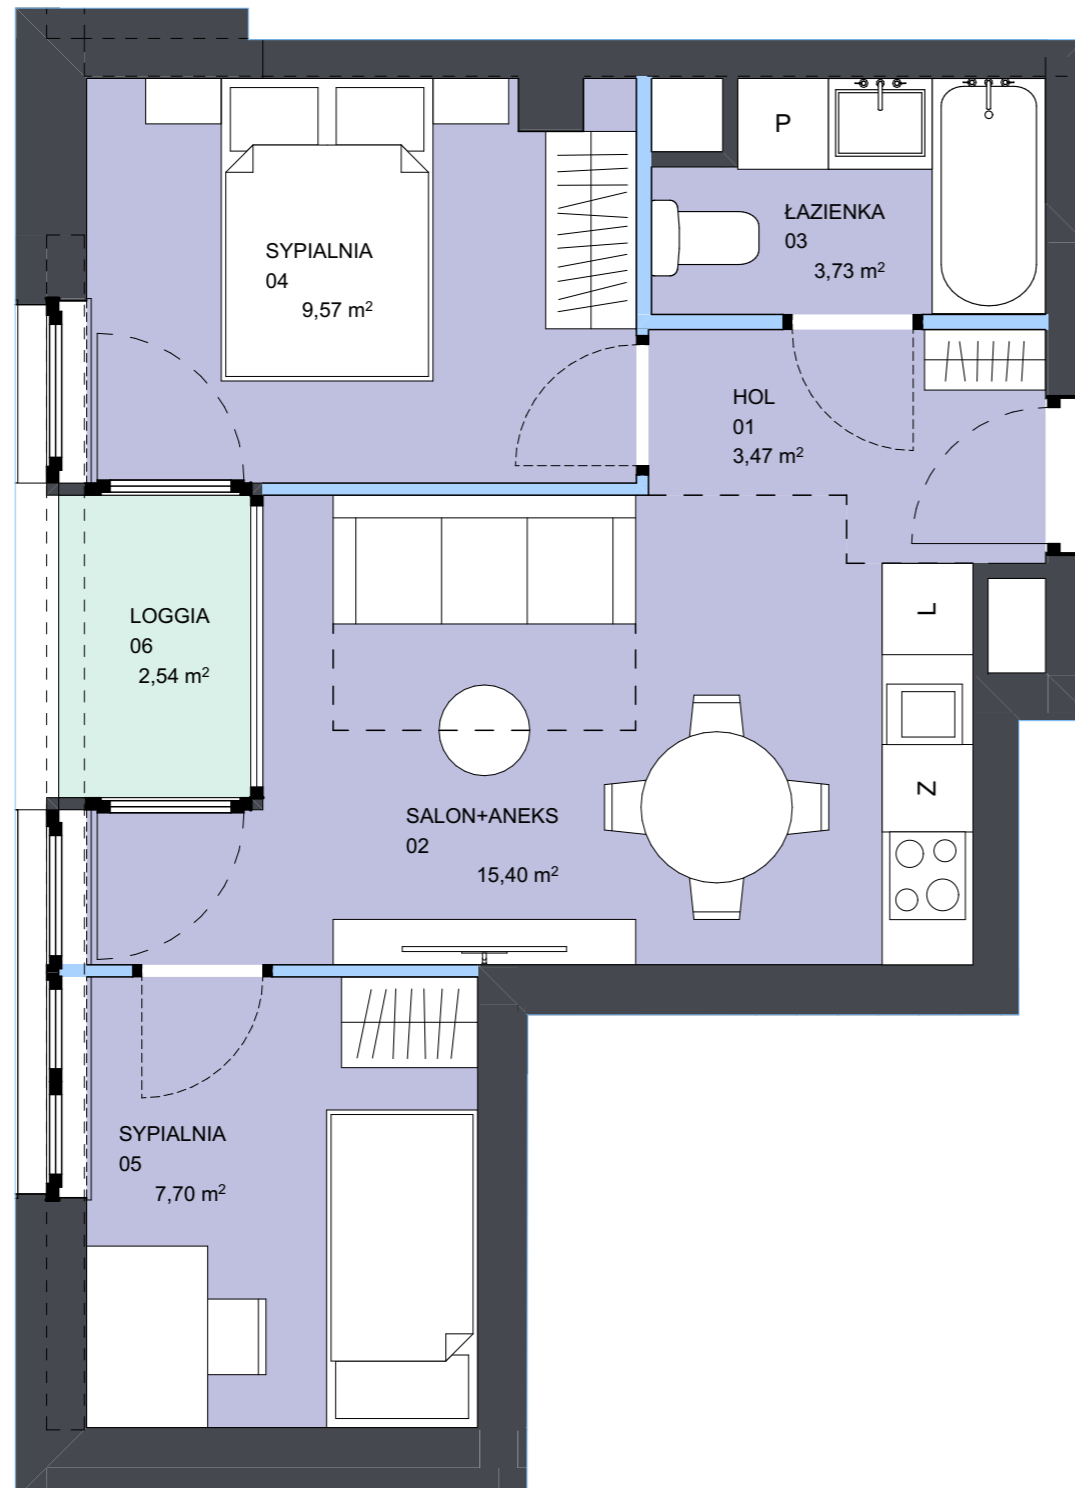 P
ŁAZIENKA
03
3,73 m²
SYPIALNIA
04
9,57 m²
HOL
01
3,47 m²
L
LOGGIA
06
2,54 m²
Z
SALON+ANEKS
02
15,40 m²
SYPIALNIA
05
7,70 m²